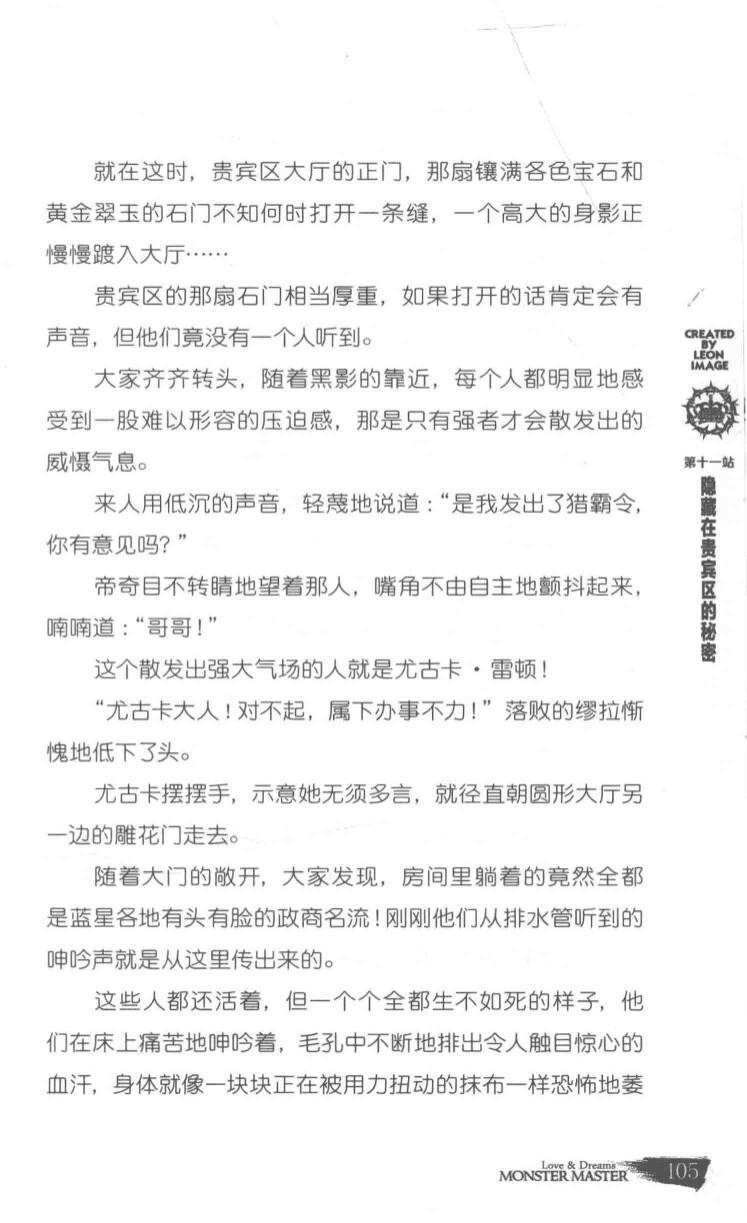 就在这时，贵宾区大厅的正门，那扇镶满各色宝石和
黄金翠玉的石门不知何时打开一条缝，一个高大的身影正
慢慢踱入大厅……
贵宾区的那扇石门相当厚重，如果打开的话肯定会有
声音，但他们竟没有一个人听到。
大家齐齐转头，随着黑影的靠近，每个人都明显地感
受到一股难以形容的压迫感，那是只有强者才会散发出的
威慑气息。
来人用低沉的声音，轻蔑地说道：“是我发出了猎霸令，
你有意见吗？”
帝奇目不转睛地望着那人，嘴角不由自主地颤抖起来，
喃喃道：“哥哥！”
这个散发出强大气场的人就是尤古卡·雷顿！
“尤古卡大人！对不起，属下办事不力！”落败的缪拉惭
愧地低下了头。
尤古卡摆摆手，示意她无须多言，就径直朝圆形大厅另
一边的雕花门走去。
随着大门的敞开，大家发现，房间里躺着的竟然全都
是蓝星各地有头有脸的政商名流！刚刚他们从排水管听到的
呻吟声就是从这里传出来的。
这些人都还活着，但一个个全都生不如死的样子，他
们在床上痛苦地呻吟着，毛孔中不断地排出令人触目惊心的
血汗，身体就像一块块正在被用力扭动的抹布一样恐怖地萎
CREATED
BY
LEON
IMAGE
第十一站
隐藏在贵宾区的秘密
Love & Dreams
MONSTER MASTER
105